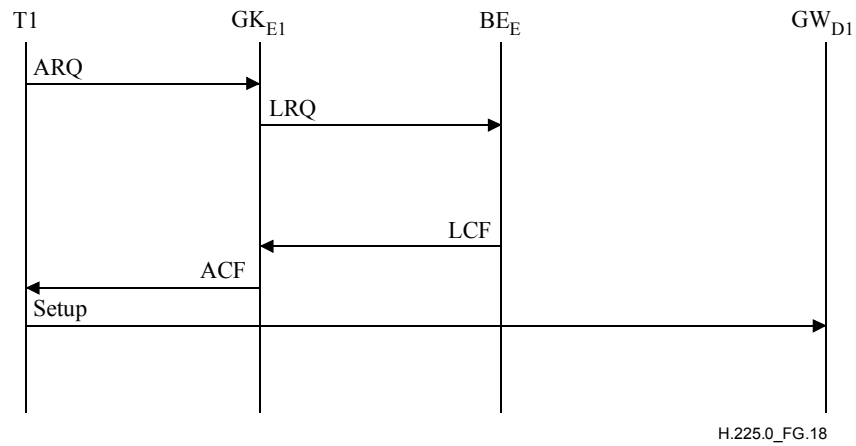 T1 GK_E1 BE_E GW_D1
ARQ
LRQ
LCF
ACF
Setup
H.225.0_FG.18